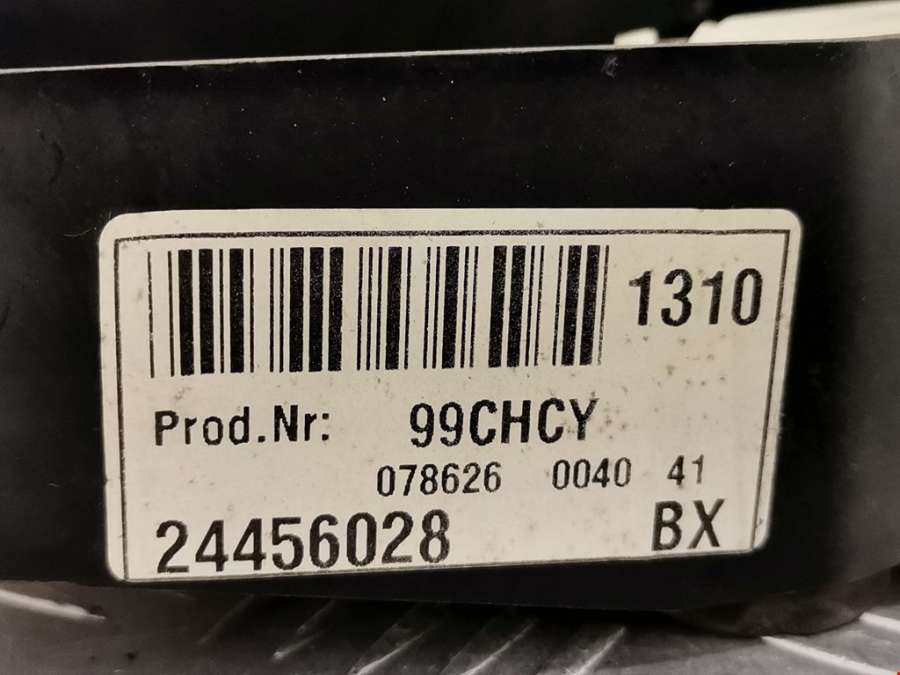 1310
Prod.Nr: 99CHCY
078626 0040 41
24456028 BX